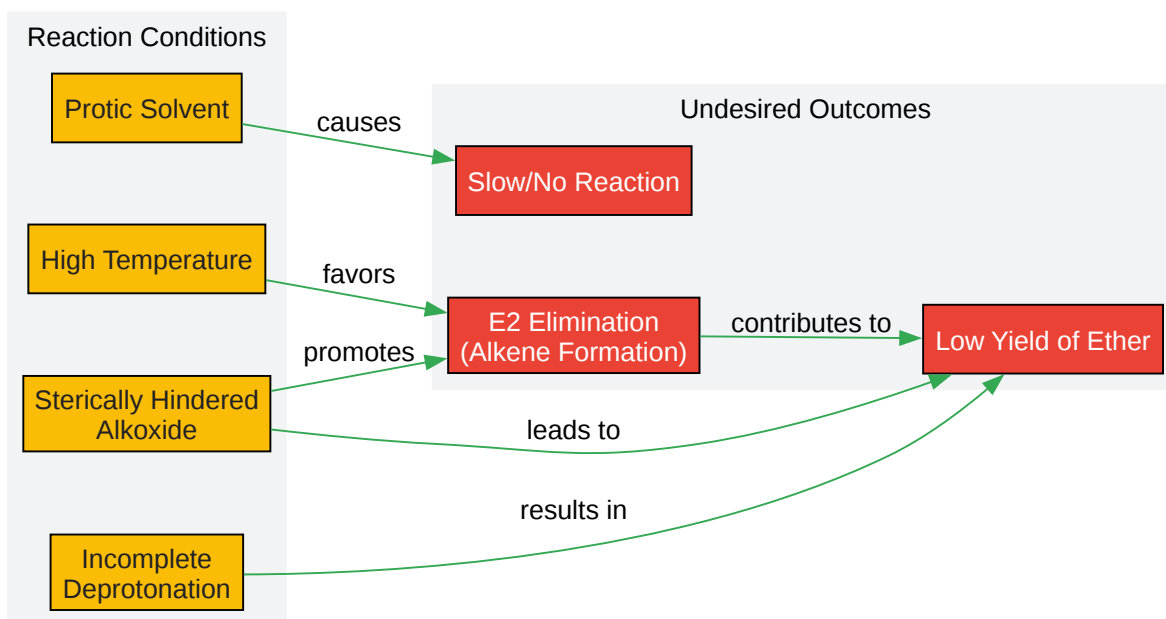 Reaction Conditions
Protic Solvent
causes
Undesired Outcomes
Slow/No Reaction
High Temperature
favors
E2 Elimination
(Alkene Formation)
contributes to
Low Yield of Ether
promotes
Sterically Hindered
Alkoxide
leads to
results in
Incomplete
Deprotonation